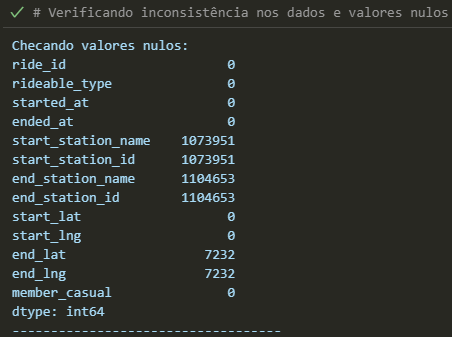 # Verificando inconsistência nos dados e valores nulos
Checando valores nulos:
ride_id 0
rideable_type 0
started_at 0
ended_at 0
start_station_name 1073951
start_station_id 1073951
end_station_name 1104653
end_station_id 1104653
start_lat 0
start_lng 0
end_lat 7232
end_lng 7232
member_casual 0
dtype: int64
-----------------------------------